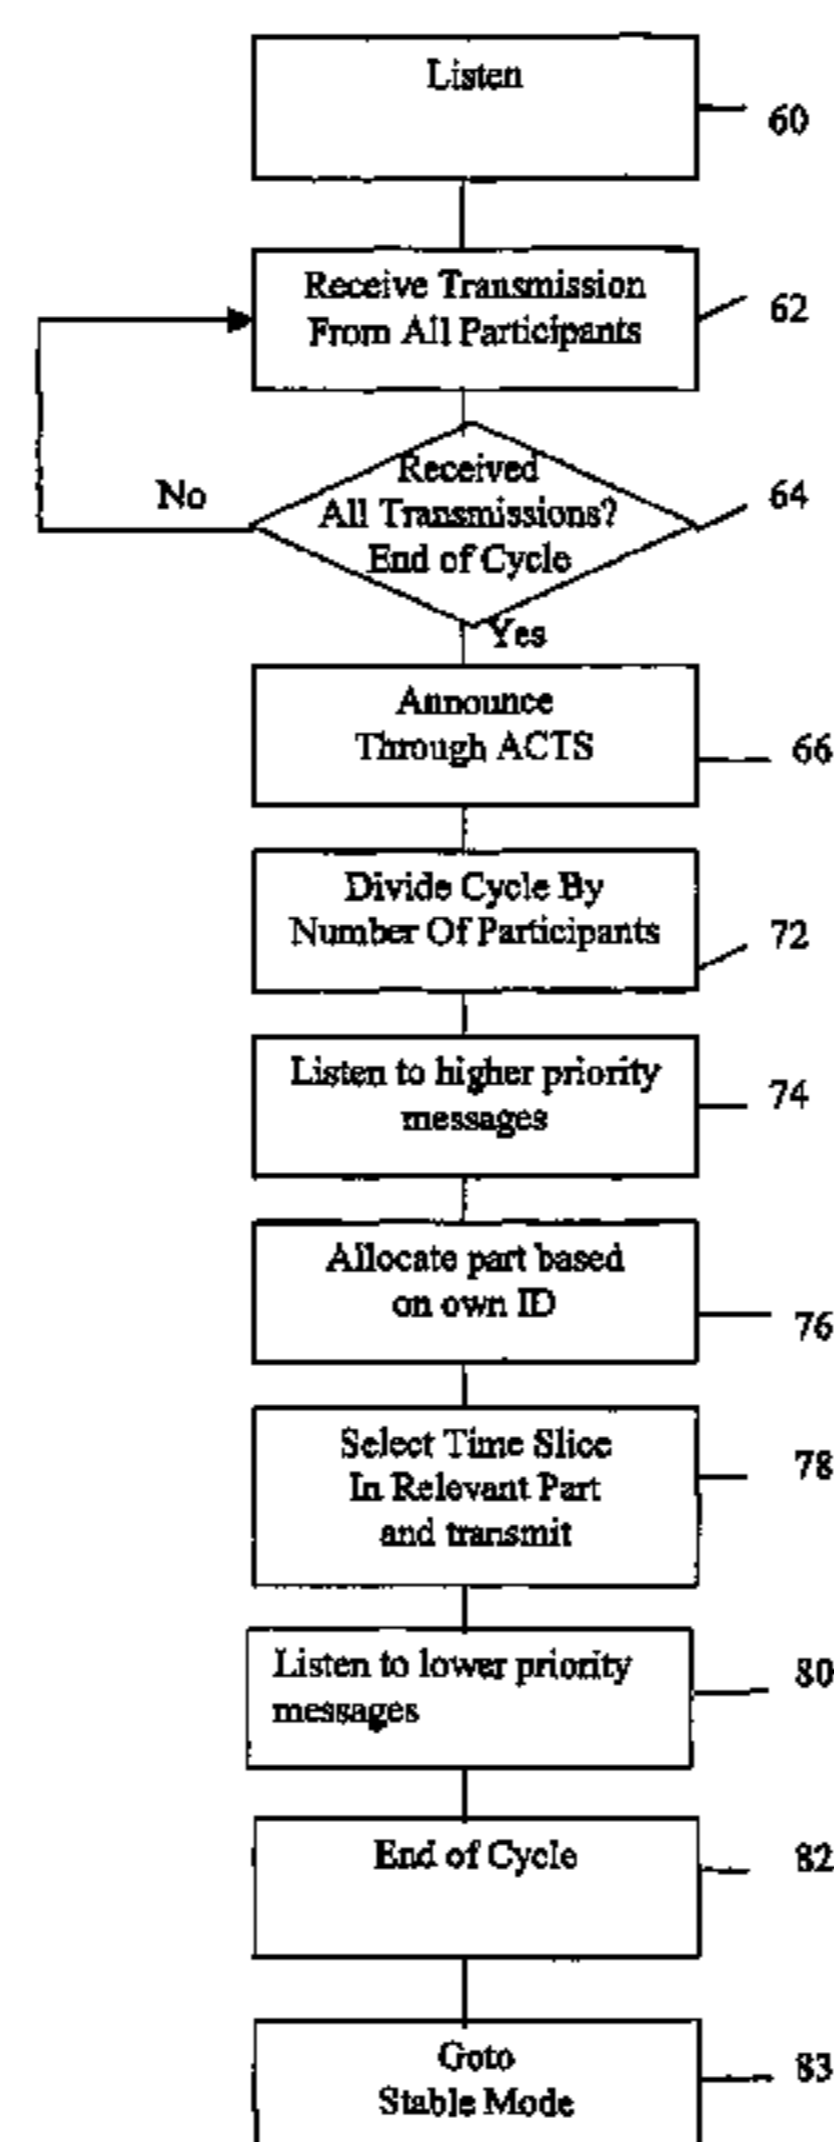 Listen
60
Receive Transmission
From All Participants
62
Received
All Transmissions?
End of Cycle
64
No
Yes
Announce
Through ACTS
66
Divide Cycle By
Number Of Participants
72
Listen to higher priority
messages
74
Allocate part based
on own ID
76
Select Time Slice
In Relevant Part
and transmit
78
Listen to lower priority
messages
80
End of Cycle
82
Goto
Stable Mode
83